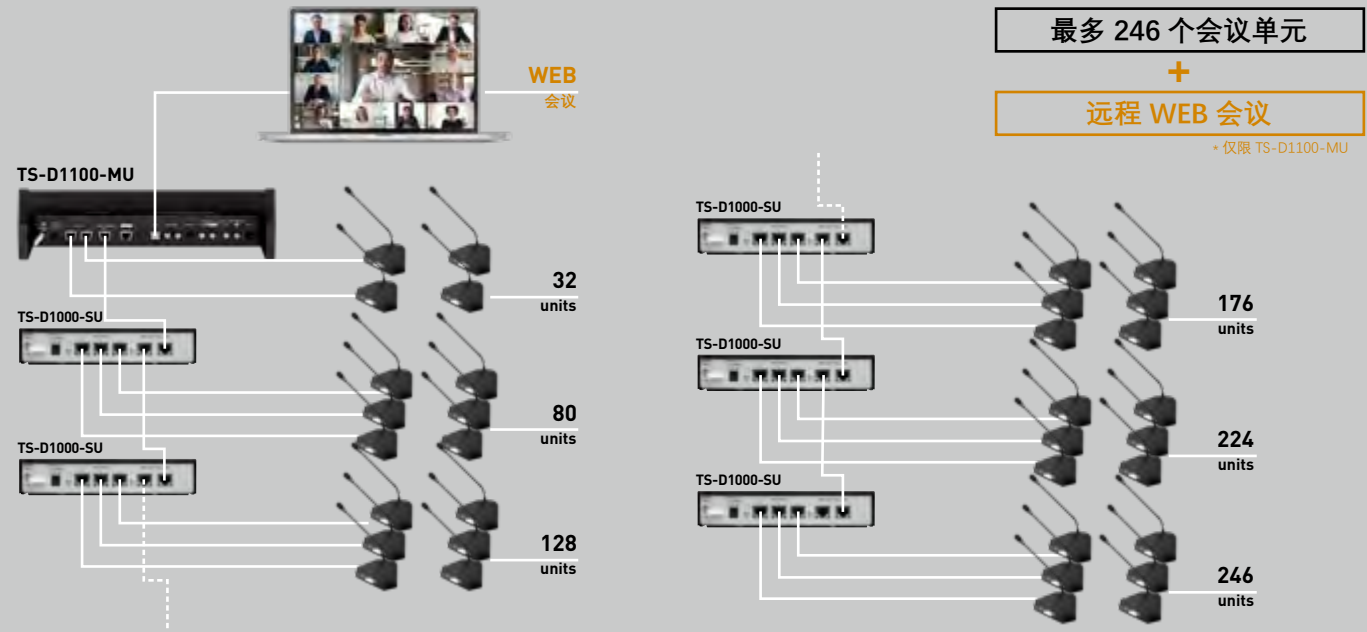 最多 246 个会议单元
+
远程 WEB 会议
* 仅限 TS-D1100-MU
WEB
会议
TS-D1100-MU
32
units
TS-D1000-SU
80
units
TS-D1000-SU
128
units
TS-D1000-SU
176
units
TS-D1000-SU
224
units
TS-D1000-SU
246
units